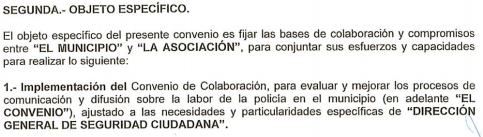 SEGUNDA.- OBJETO ESPECÍFICO.
El objeto específico del presente convenio es fijar las bases de colaboración y compromisos
entre "EL MUNICIPIO" y "LA ASOCIACIÓN", para conjuntar sus esfuerzos y capacidades
para realizar lo siguiente:
1.- Implementación del Convenio de Colaboración, para evaluar y mejorar los procesos de
comunicación y difusión sobre la labor de la policía en el municipio (en adelante "EL
CONVENIO"), ajustado a las necesidades y particularidades específicas de "DIRECCIÓN
GENERAL DE SEGURIDAD CIUDADANA".